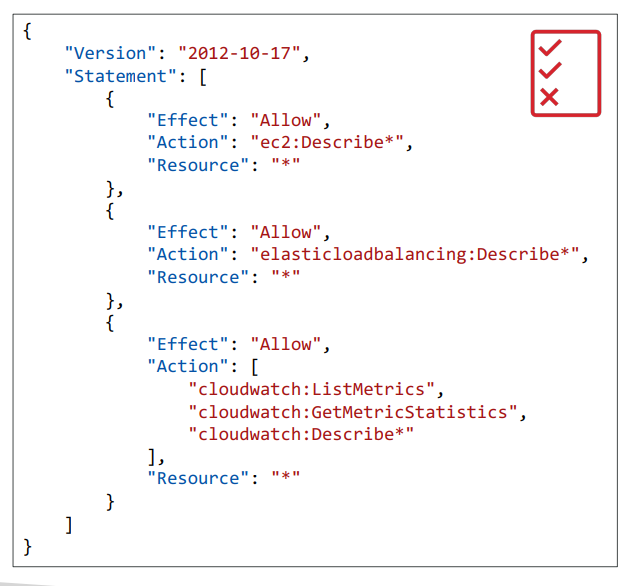 {
    "Version": "2012-10-17",
    "Statement": [
        {
            "Effect": "Allow",
            "Action": "ec2:Describe*",
            "Resource": "*"
        },
        {
            "Effect": "Allow",
            "Action": "elasticloadbalancing:Describe*",
            "Resource": "*"
        },
        {
            "Effect": "Allow",
            "Action": [
                "cloudwatch:ListMetrics",
                "cloudwatch:GetMetricStatistics",
                "cloudwatch:Describe*"
            ],
            "Resource": "*"
        }
    ]
}